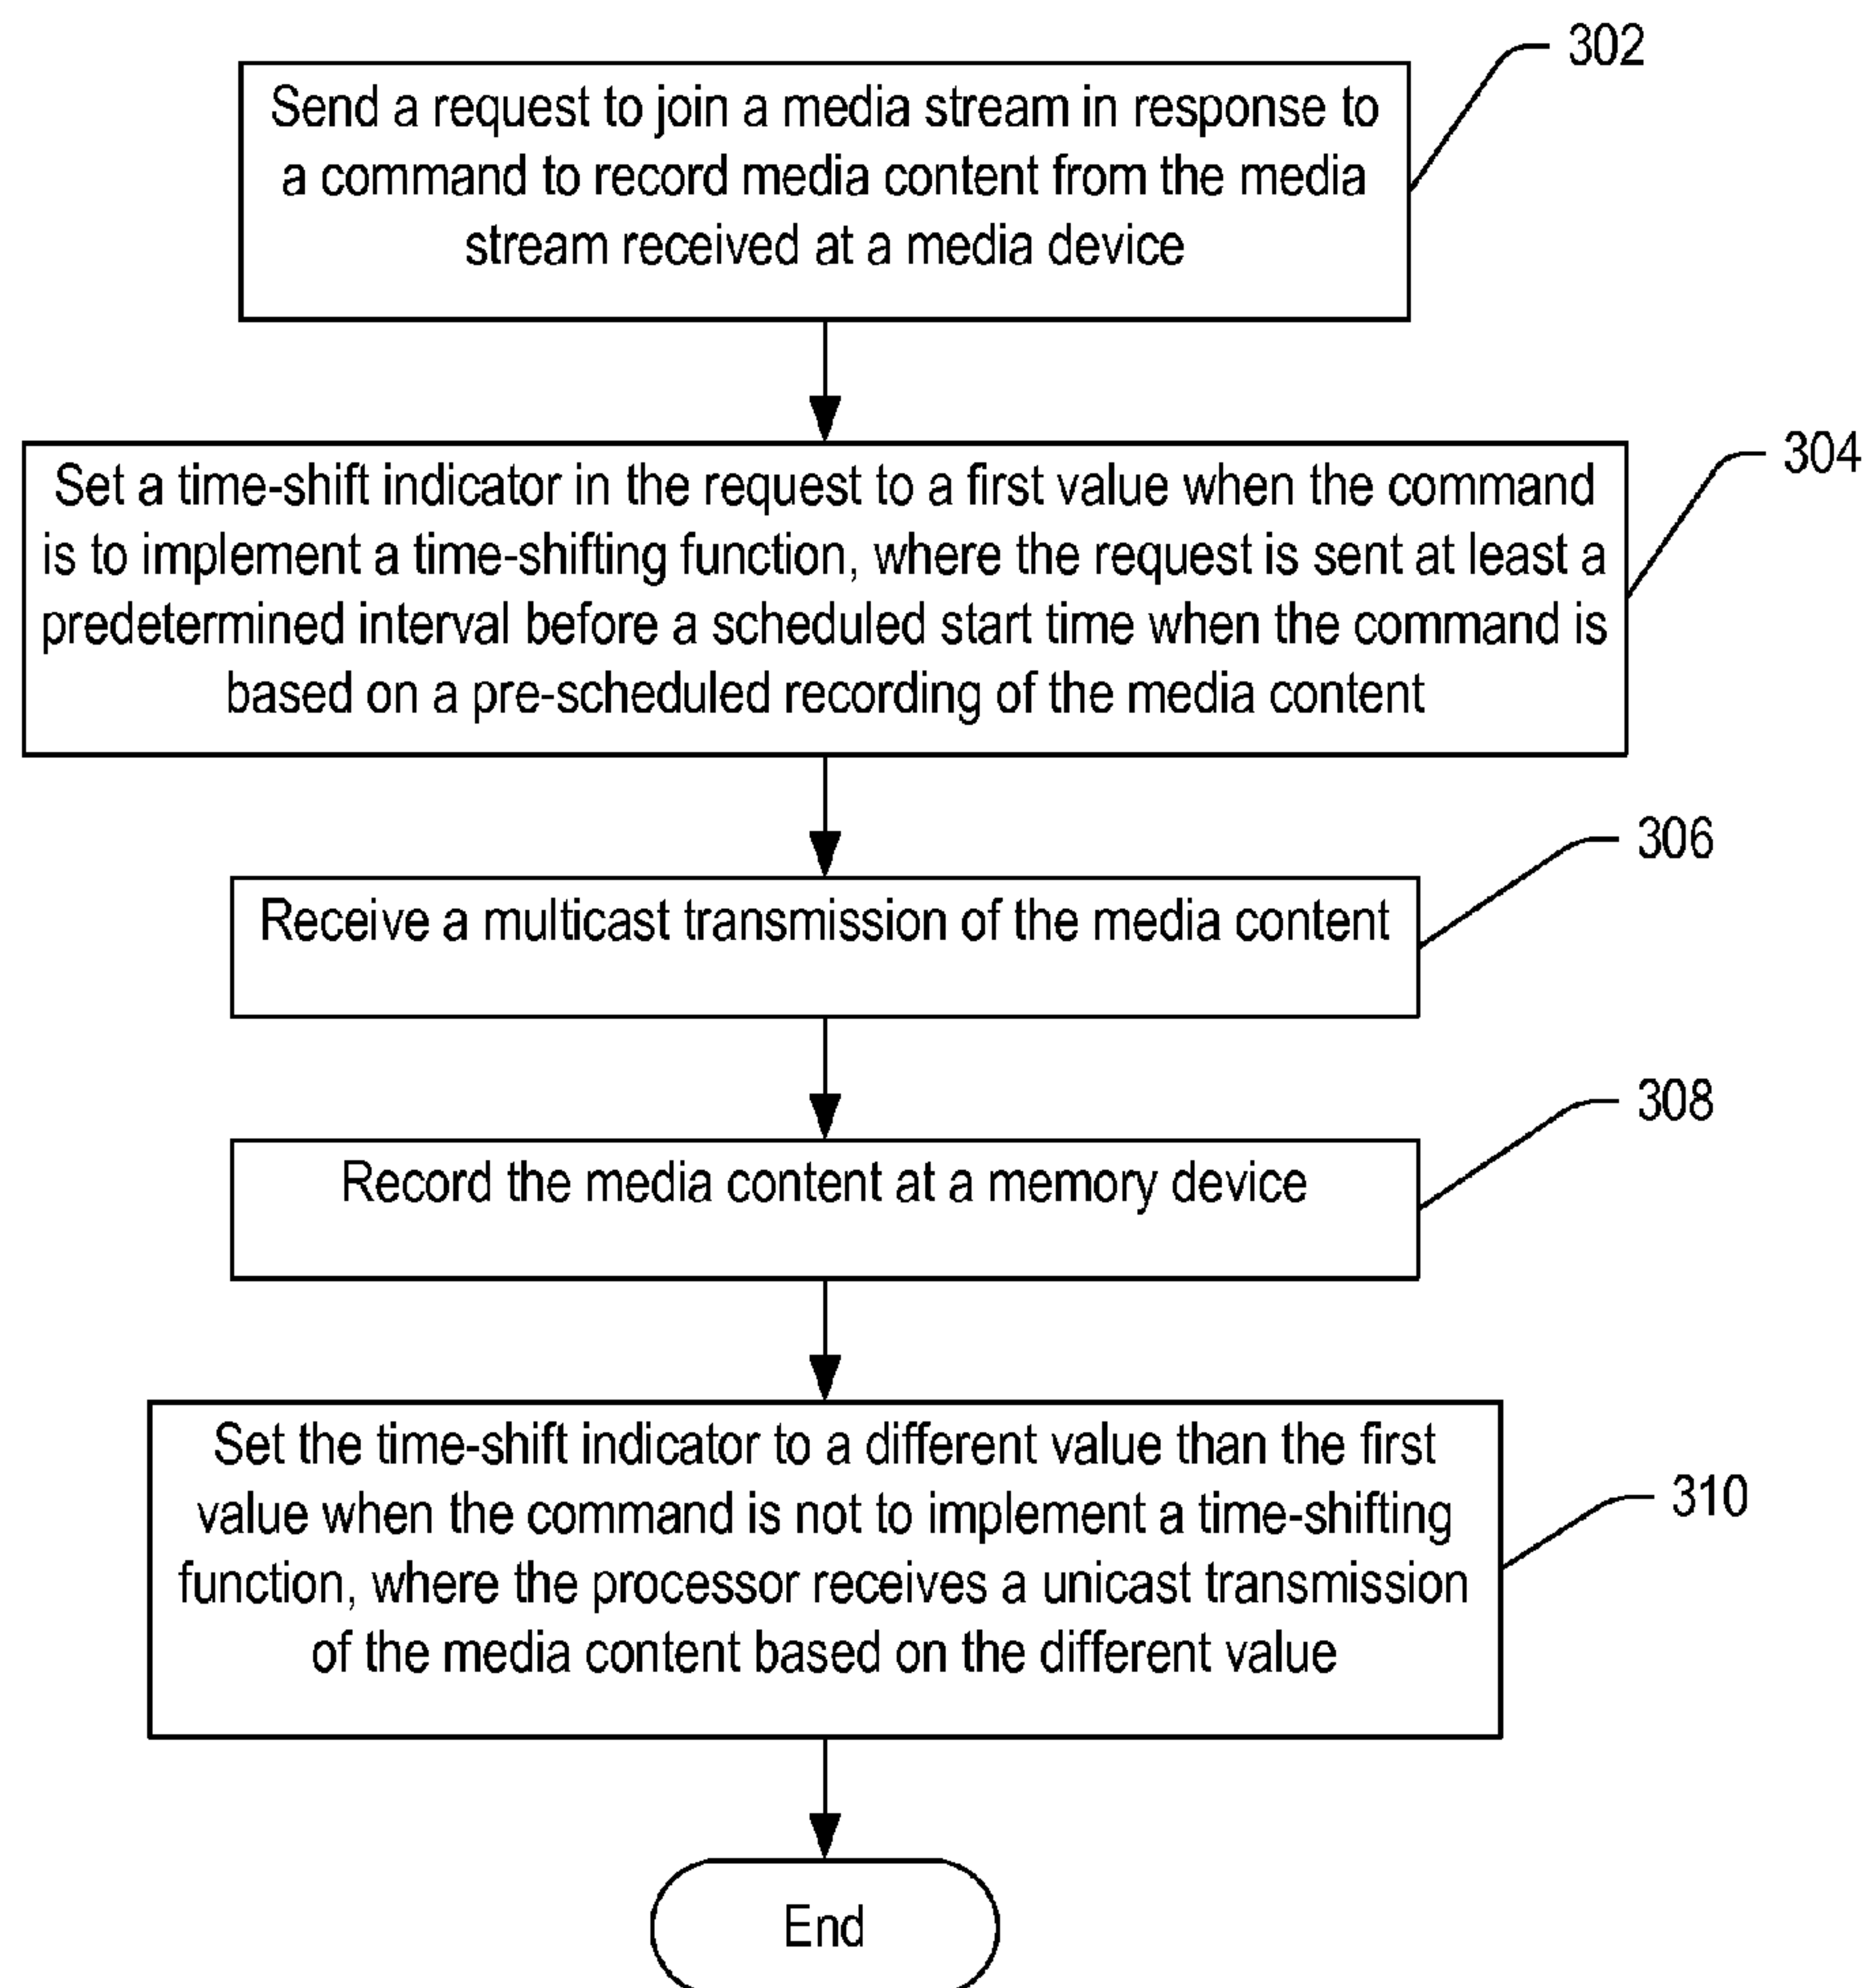 302
Send a request to join a media stream in response to
a command to record media content from the media
stream received at a media device
304
Set a time-shift indicator in the request to a first value when the command
is to implement a time-shifting function, where the request is sent at least a
predetermined interval before a scheduled start time when the command is
based on a pre-scheduled recording of the media content
306
Receive a multicast transmission of the media content
308
Record the media content at a memory device
310
Set the time-shift indicator to a different value than the first
value when the command is not to implement a time-shifting
function, where the processor receives a unicast transmission
of the media content based on the different value
End